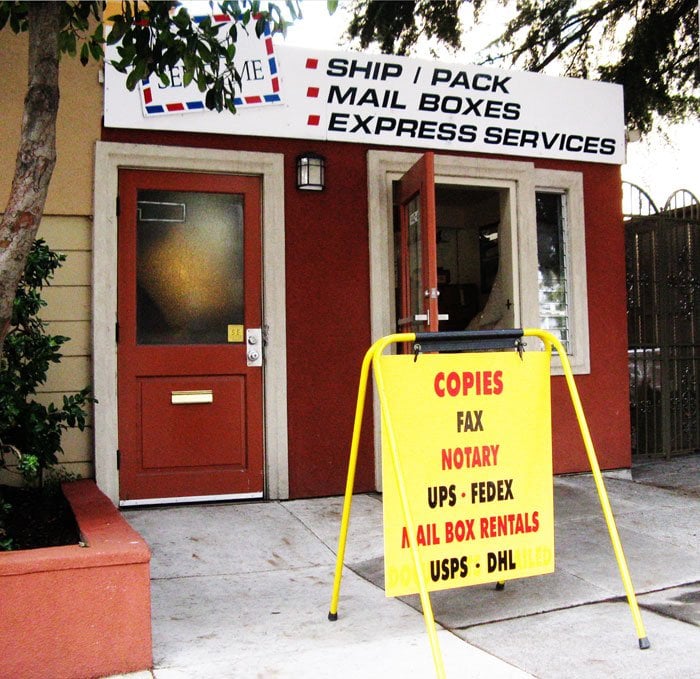 SHIP / PACK
MAIL BOXES
EXPRESS SERVICES
COPIES
FAX
NOTARY
UPS · FEDEX
MAIL BOX RENTALS
USPS · DHL